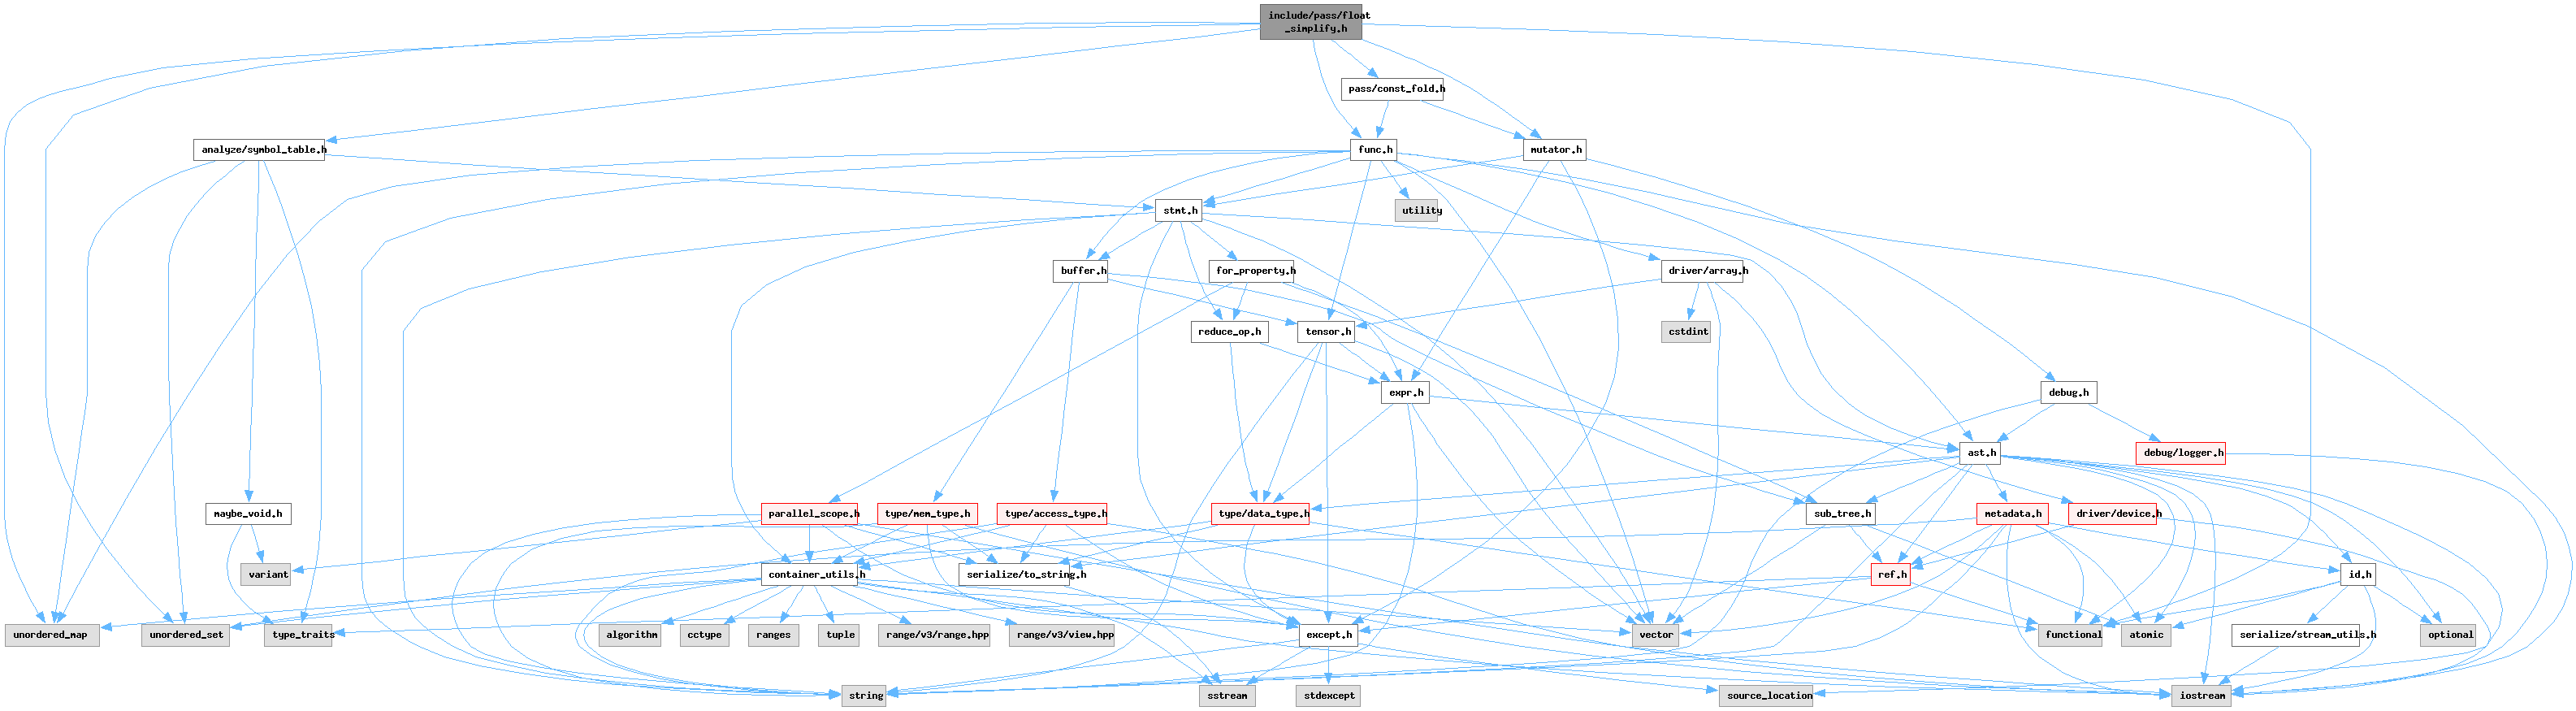 include/pass/float
_simplify.h
pass/const_fold.h
analyze/symbol_table.h
func.h
mutator.h
stmt.h
utility
buffer.h
for_property.h
driver/array.h
reduce_op.h
tensor.h
cstdint
expr.h
debug.h
ast.h
debug/logger.h
maybe_void.h
parallel_scope.h
type/mem_type.h
type/access_type.h
type/data_type.h
sub_tree.h
metadata.h
driver/device.h
variant
container_utils.h
serialize/to_string.h
ref.h
id.h
unordered_map
unordered_set
type_traits
algorithm
cctype
ranges
tuple
range/v3/range.hpp
range/v3/view.hpp
except.h
vector
functional
atomic
serialize/stream_utils.h
optional
string
sstream
stdexcept
source_location
iostream